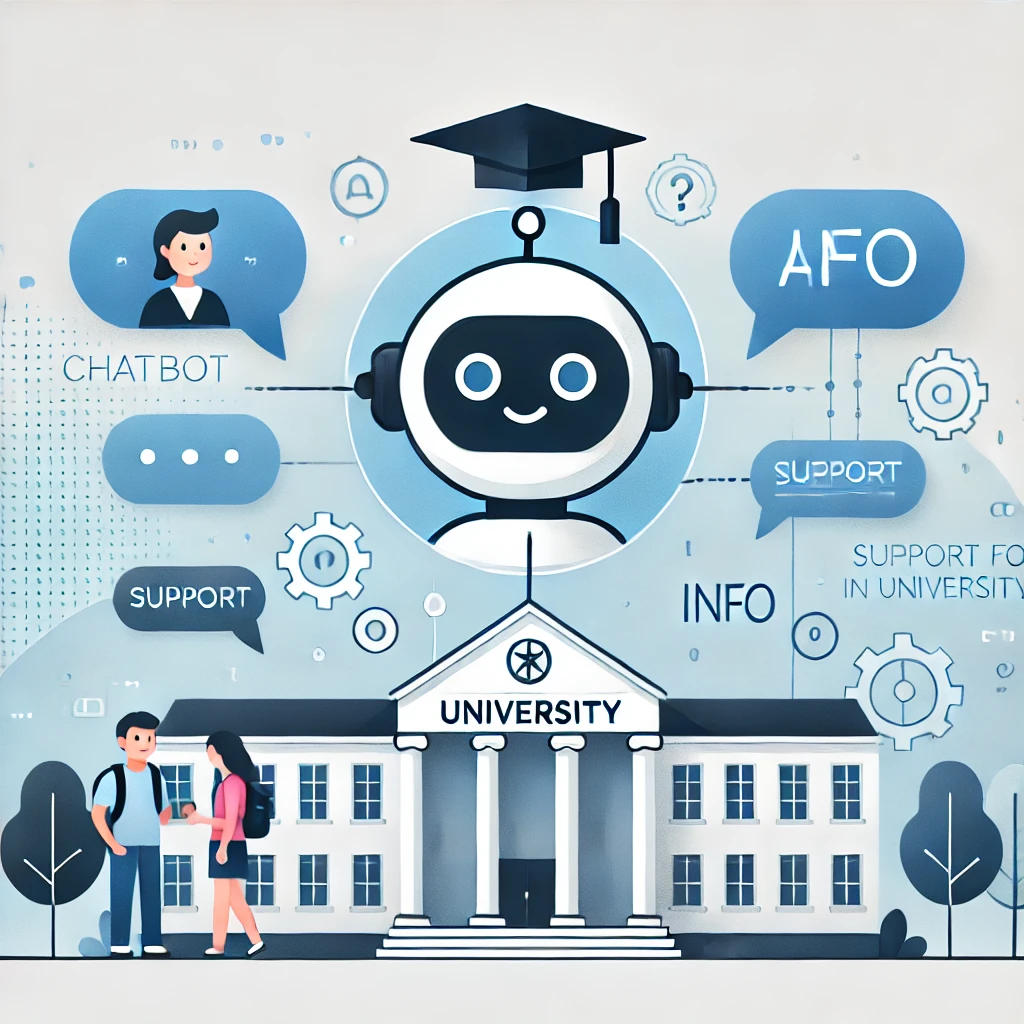 ?
AFO
CHATBOT
SUPPORT
SUPPORT FO
IN UNIVERSITY
SUPPORT
INFO
UNIVERSITY